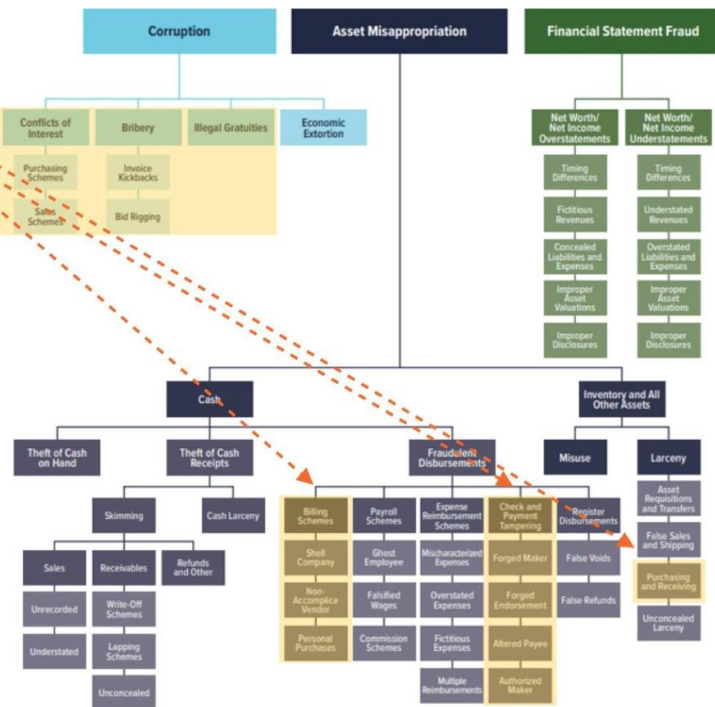 Corruption
Asset Misappropriation
Financial Statement Fraud
Conflicts of
Interest
Bribery
Illegal Gratuities
Economic
Extortion
Net Worth/
Net Income
Overstatements
Net Worth/
Net Income
Understatements
Purchasing
Schemes
Sales
Schemes
Invoice
Kickbacks
Bid Rigging
Timing
Differences
Fictitious
Revenues
Concealed
Liabilities and
Expenses
Improper
Asset
Valuations
Improper
Disclosures
Timing
Differences
Understated
Revenues
Overstated
Liabilities and
Expenses
Improper
Asset
Valuations
Improper
Disclosures
Cash
Inventory and All
Other Assets
Theft of Cash
on Hand
Theft of Cash
Receipts
Fraudulent
Disbursements
Misuse
Larceny
Skimming
Cash Larceny
Sales
Receivables
Refunds
and Other
Unrecorded
Understated
Write-Off
Schemes
Lapping
Schemes
Unconcealed
Billing
Schemes
Shell
Company
Non-
Accomplice
Vendor
Personal
Purchases
Payroll
Schemes
Ghost
Employee
Falsified
Wages
Commission
Schemes
Expense
Reimbursement
Schemes
Mischaracterized
Expenses
Overstated
Expenses
Fictitious
Expenses
Multiple
Reimbursements
Check and
Payment
Tampering
Forged Maker
Forged
Endorsement
Altered Payee
Authorized
Maker
Register
Disbursements
False Voids
False Refunds
Asset
Requisitions
and Transfers
False Sales
and Shipping
Purchasing
and Receiving
Unconcealed
Larceny